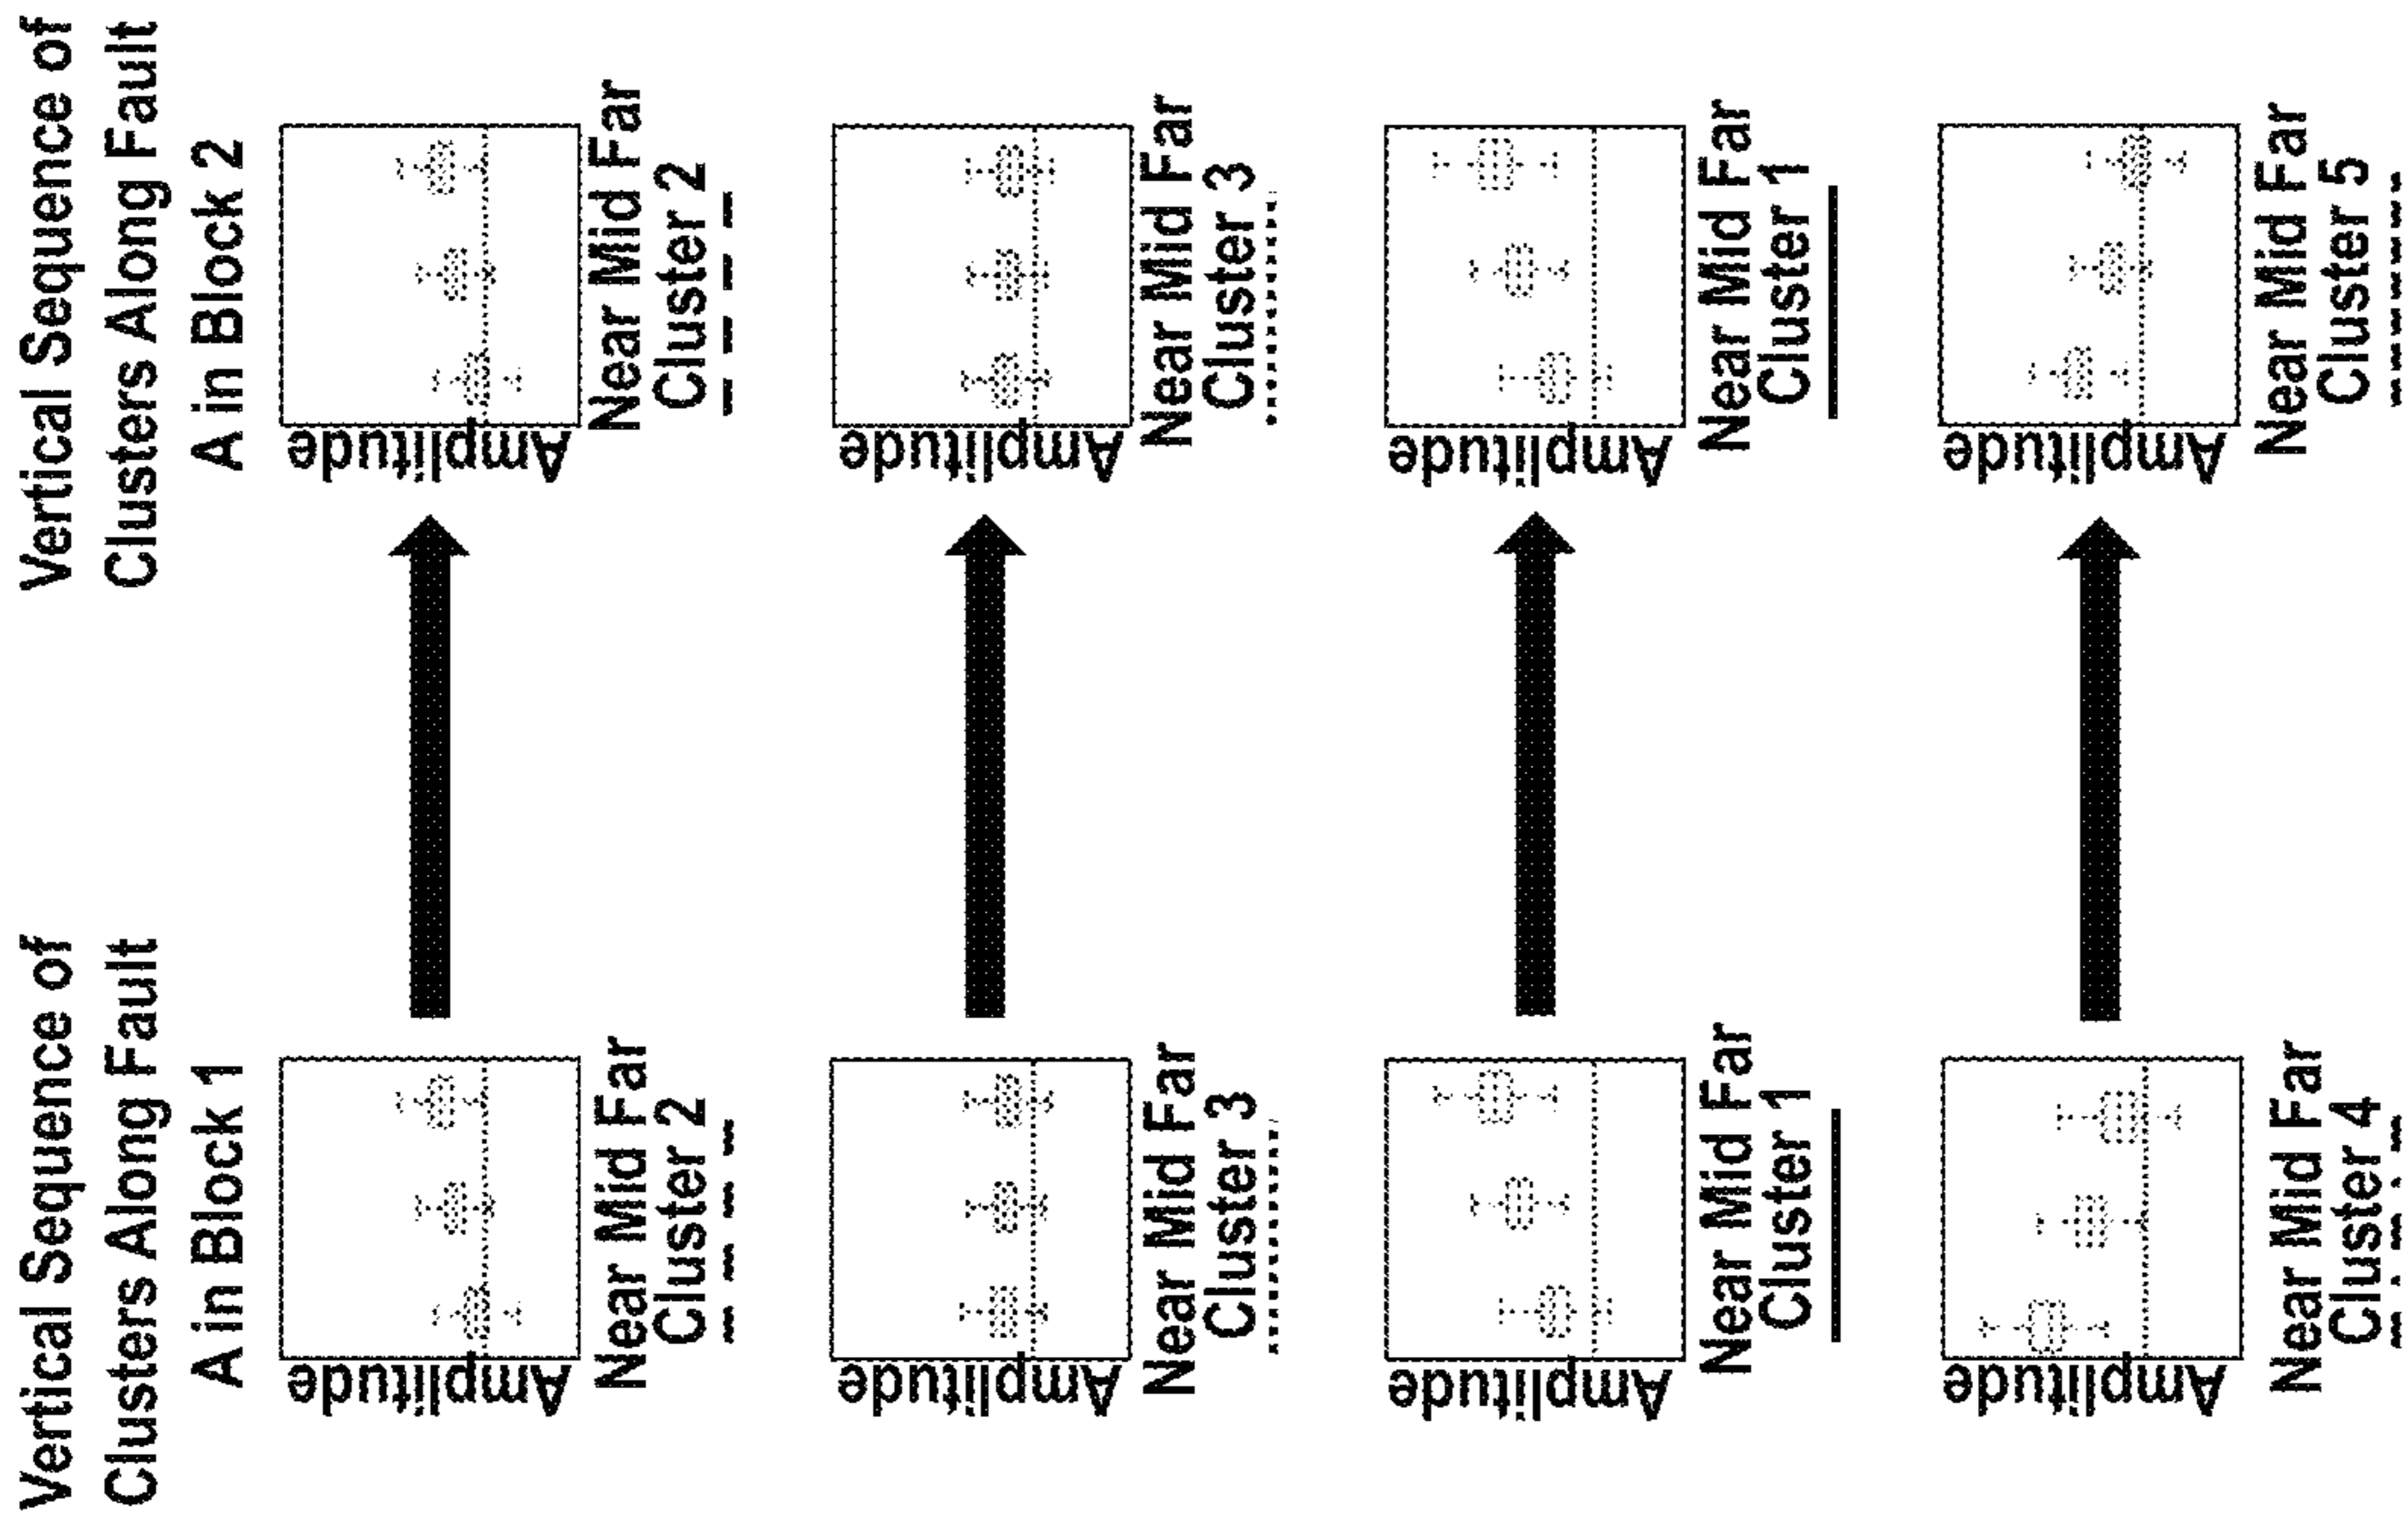 Vertical Sequence of
Clusters Along Fault
A in Block 1
Vertical Sequence of
Clusters Along Fault
A in Block 2
Amplitude
Near Mid Far
Cluster 2
Amplitude
Near Mid Far
Cluster 2
Amplitude
Near Mid Far
Cluster 3
Amplitude
Near Mid Far
Cluster 3
Amplitude
Near Mid Far
Cluster 1
Amplitude
Near Mid Far
Cluster 1
Amplitude
Near Mid Far
Cluster 4
Amplitude
Near Mid Far
Cluster 5